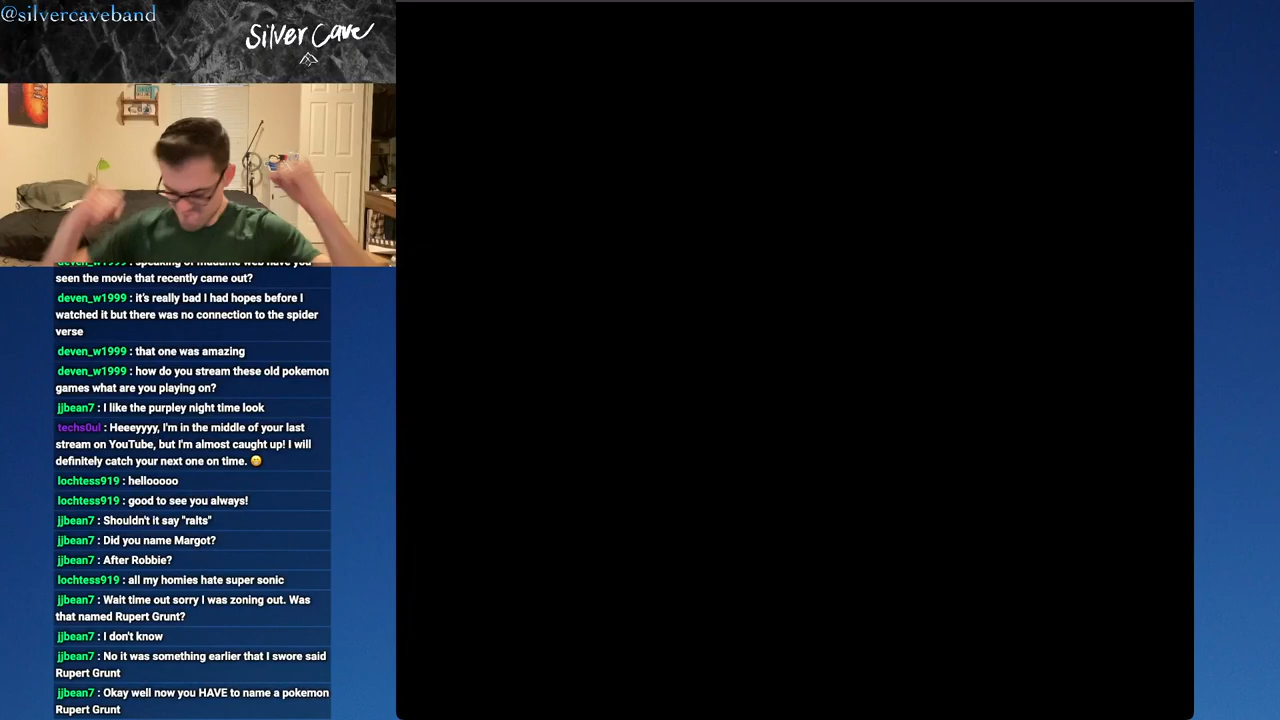 @silvercaveband
Silver Cave
deven_w1999 : speaking of madame web have you
seen the movie that recently came out?
deven_w1999 : it's really bad I had hopes before I
watched it but there was no connection to the spider
verse
deven_w1999 : that one was amazing
deven_w1999 : how do you stream these old pokemon
games what are you playing on?
jjbean7 : I like the purpley night time look
techs0ul : Heeeyyyy, I'm in the middle of your last
stream on YouTube, but I'm almost caught up! I will
definitely catch your next one on time. 😁
lochtess919 : hellooooo
lochtess919 : good to see you always!
jjbean7 : Shouldn't it say "ralts"
jjbean7 : Did you name Margot?
jjbean7 : After Robbie?
lochtess919 : all my homies hate super sonic
jjbean7 : Wait time out sorry I was zoning out. Was
that named Rupert Grunt?
jjbean7 : I don't know
jjbean7 : No it was something earlier that I swore said
Rupert Grunt
jjbean7 : Okay well now you HAVE to name a pokemon
Rupert Grunt